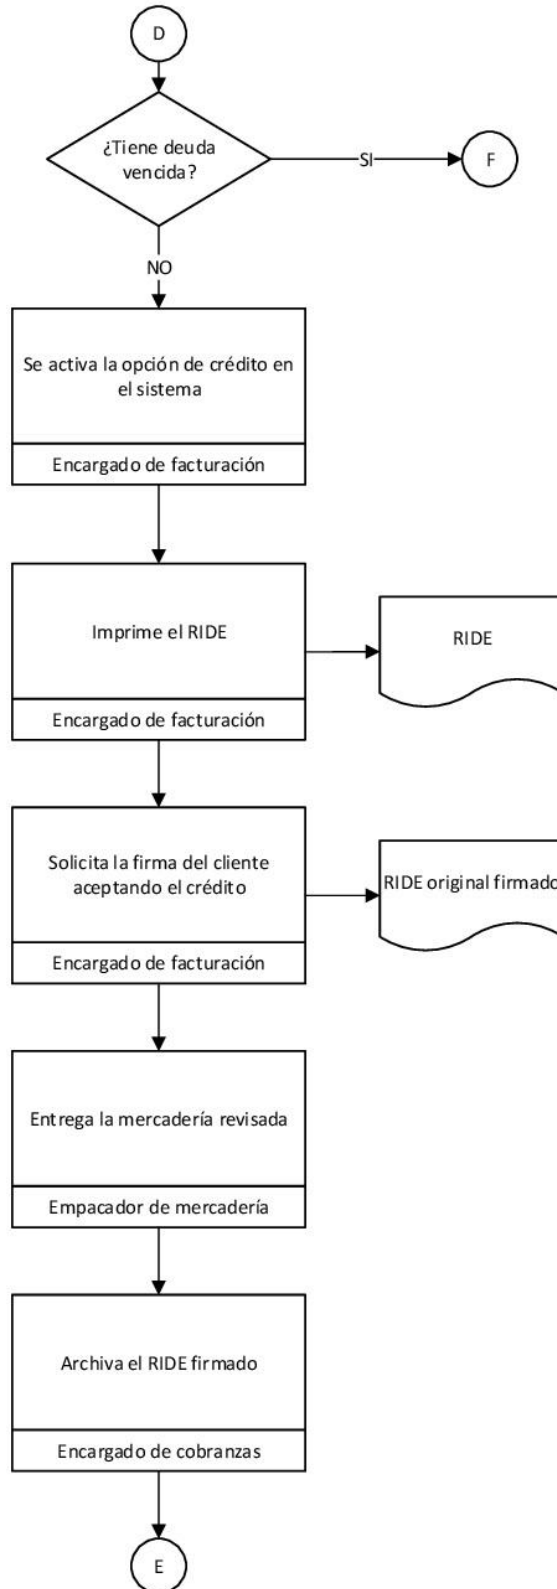 D
¿Tiene deuda
vencida?
SI
F
NO
Se activa la opción de crédito en
el sistema
Encargado de facturación
Imprime el RIDE
RIDE
Encargado de facturación
Solicita la firma del cliente
aceptando el crédito
RIDE original firmado
Encargado de facturación
Entrega la mercadería revisada
Empacador de mercadería
Archiva el RIDE firmado
Encargado de cobranzas
E